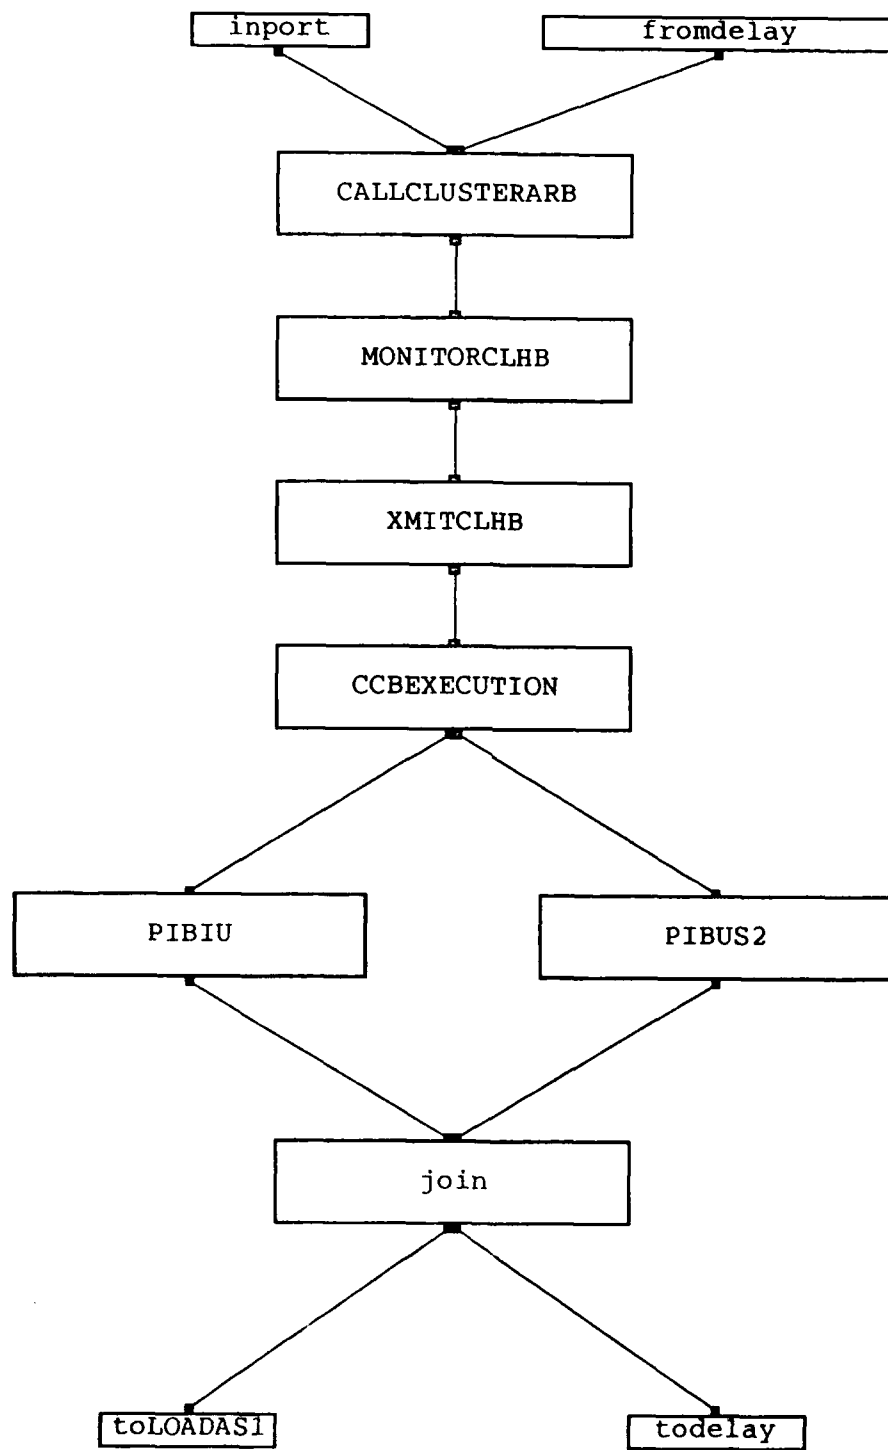 inport
fromdelay
CALLCLUSTERARB
MONITORCLHB
XMITCLHB
CCBEXECUTION
PIBIU
PIBUS2
join
toLOADAS1
todelay